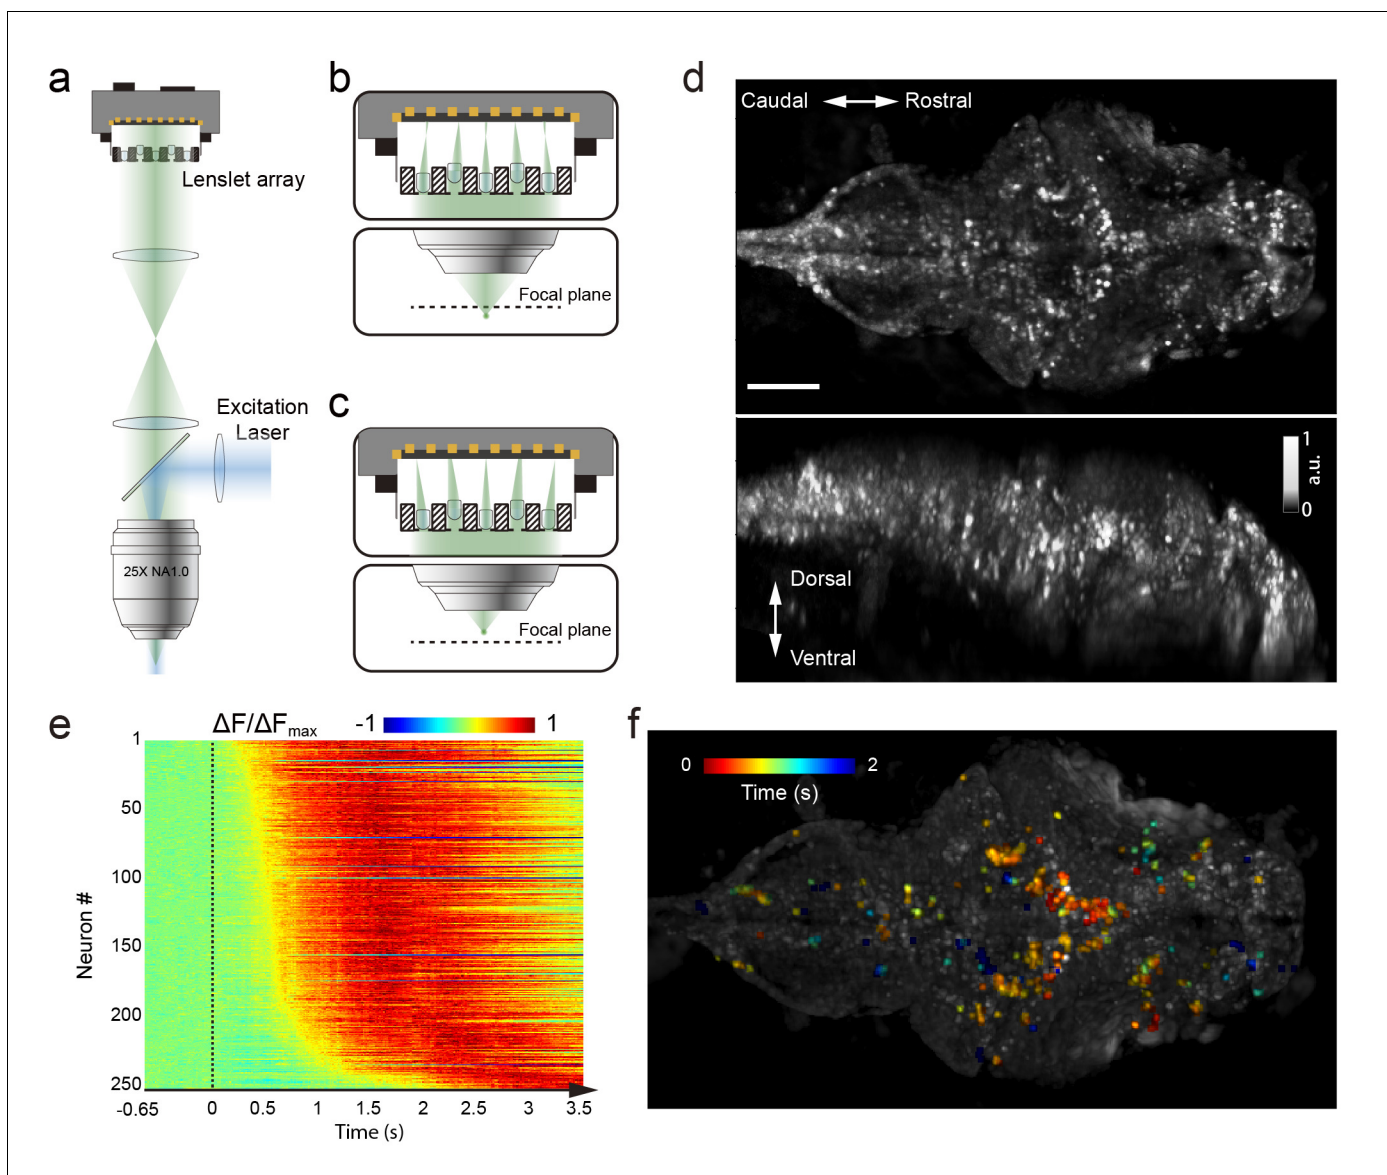 a
Lenslet array
Excitation
Laser
25X NA1.0
b
Focal plane
c
Focal plane
d
Caudal Rostral
1
a.u.
0
Dorsal
Ventral
e
ΔF/ΔFmax -1 1
Neuron #
1
50
100
150
200
250
-0.65 0 0.5 1 1.5 2 2.5 3 3.5
Time (s)
f
0 2
Time (s)